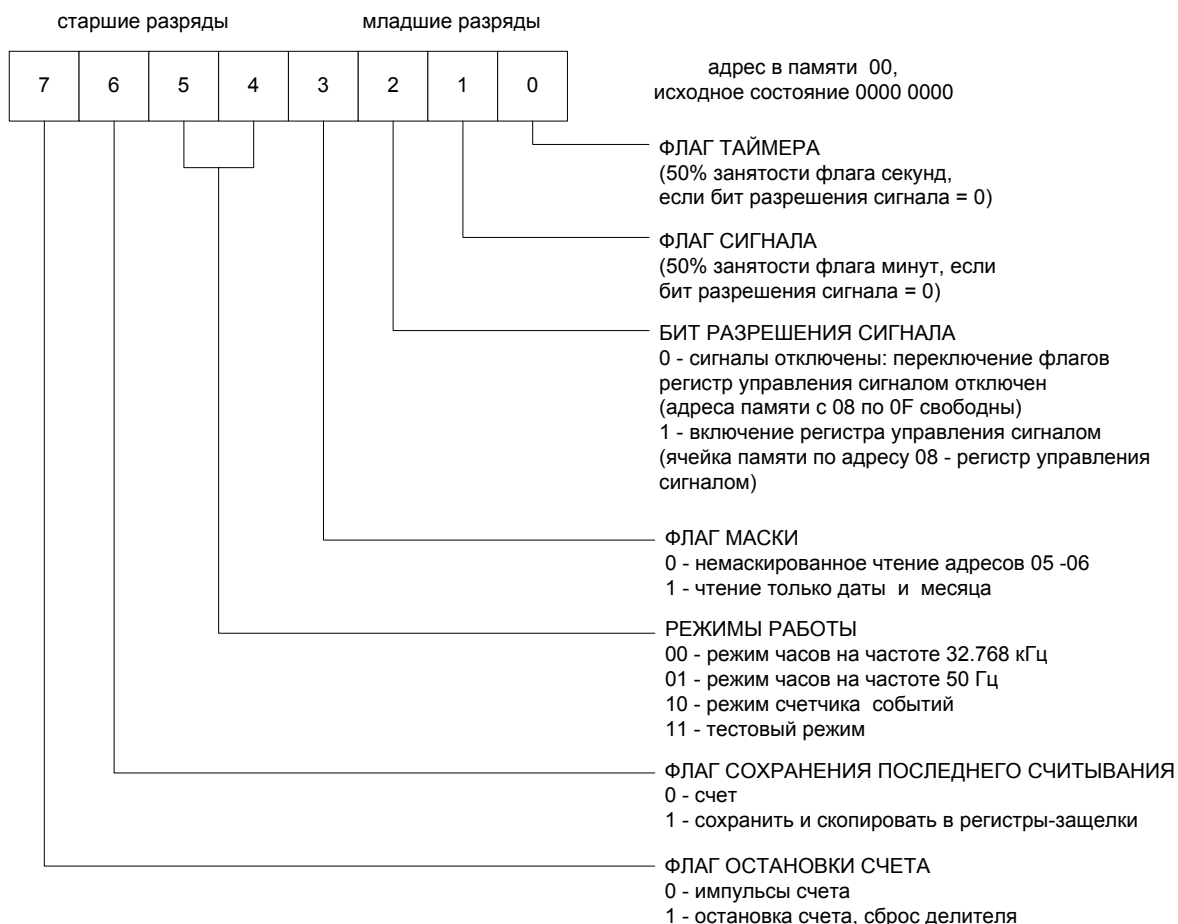 старшие разряды младшие разряды
7 6 5 4 3 2 1 0
адрес в памяти 00,
исходное состояние 0000 0000
ФЛАГ ТАЙМЕРА
(50% занятости флага секунд,
если бит разрешения сигнала = 0)
ФЛАГ СИГНАЛА
(50% занятости флага минут, если
бит разрешения сигнала = 0)
БИТ РАЗРЕШЕНИЯ СИГНАЛА
0 - сигналы отключены: переключение флагов
регистр управления сигналом отключен
(адреса памяти с 08 по 0F свободны)
1 - включение регистра управления сигналом
(ячейка памяти по адресу 08 - регистр управления
сигналом)
ФЛАГ МАСКИ
0 - немаскированное чтение адресов 05 -06
1 - чтение только даты и месяца
РЕЖИМЫ РАБОТЫ
00 - режим часов на частоте 32.768 кГц
01 - режим часов на частоте 50 Гц
10 - режим счетчика событий
11 - тестовый режим
ФЛАГ СОХРАНЕНИЯ ПОСЛЕДНЕГО СЧИТЫВАНИЯ
0 - счет
1 - сохранить и скопировать в регистры-защелки
ФЛАГ ОСТАНОВКИ СЧЕТА
0 - импульсы счета
1 - остановка счета, сброс делителя